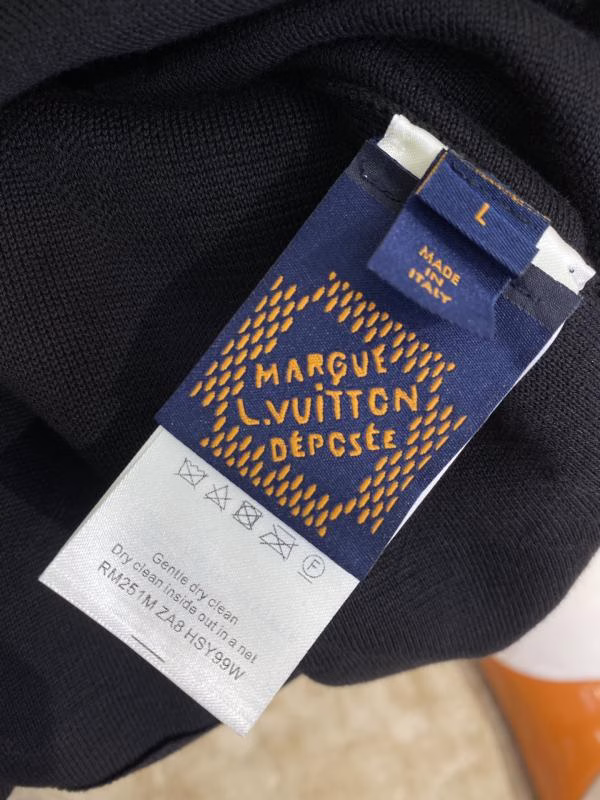 L
MADE
IN
ITALY
MARQUE
L.VUITTON
DÉPOSÉE
F
Gentle dry clean
Dry clean inside out in a net
RM251M ZA8 HSY99W